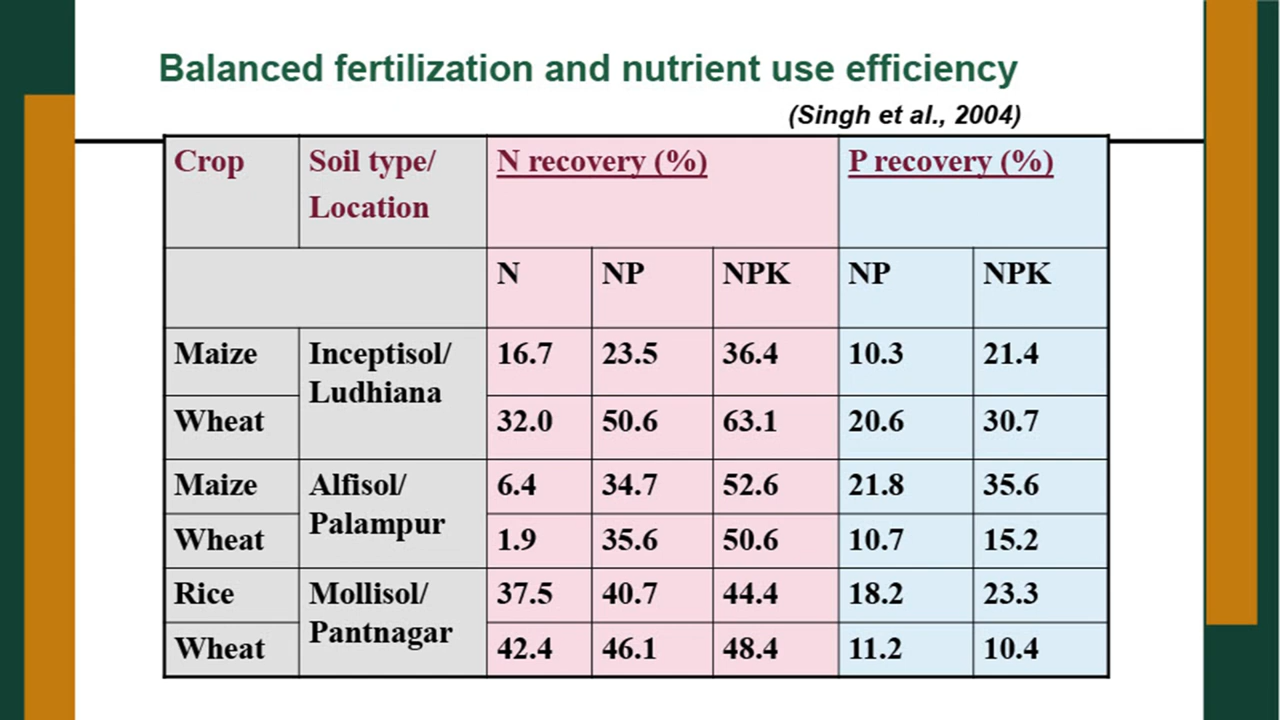 Balanced fertilization and nutrient use efficiency
(Singh et al., 2004)
Crop Soil type/ Location N recovery (%) P recovery (%)
N NP NPK NP NPK
Maize Inceptisol/ Ludhiana 16.7 23.5 36.4 10.3 21.4
Wheat 32.0 50.6 63.1 20.6 30.7
Maize Alfisol/ Palampur 6.4 34.7 52.6 21.8 35.6
Wheat 1.9 35.6 50.6 10.7 15.2
Rice Mollisol/ Pantnagar 37.5 40.7 44.4 18.2 23.3
Wheat 42.4 46.1 48.4 11.2 10.4